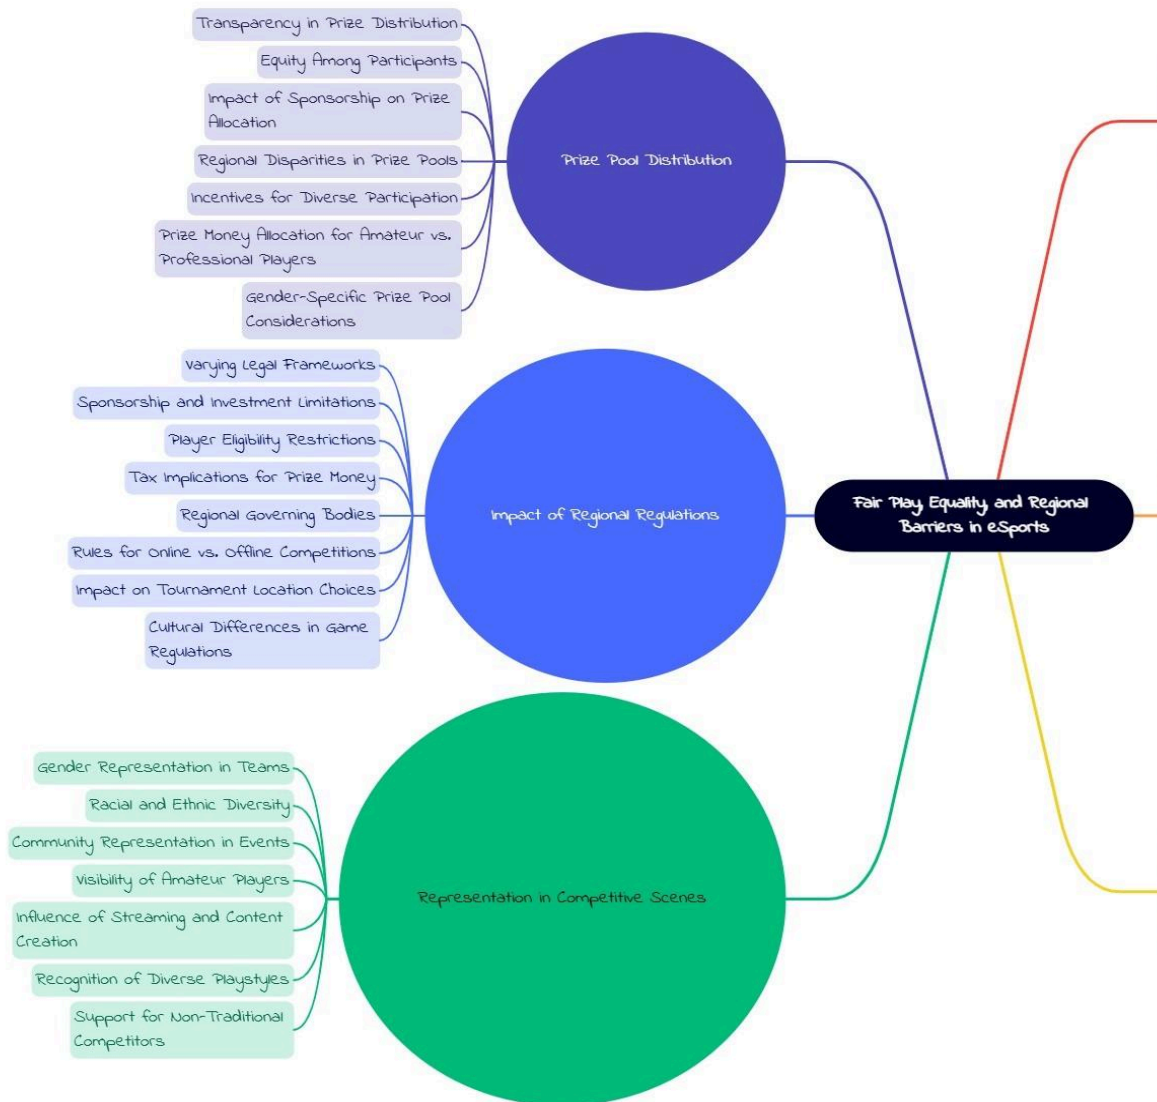 Transparency in Prize Distribution
Equity Among Participants
Impact of Sponsorship on Prize
Allocation
Regional Disparities in Prize Pools
Incentives for Diverse Participation
Prize Money Allocation for Amateur vs.
Professional Players
Gender-Specific Prize Pool
Considerations
Prize Pool Distribution
Varying Legal Frameworks
Sponsorship and Investment Limitations
Player Eligibility Restrictions
Tax Implications for Prize Money
Regional Governing Bodies
Rules for Online vs. Offline Competitions
Impact on Tournament Location Choices
Cultural Differences in Game
Regulations
Impact of Regional Regulations
Fair Play, Equality, and Regional
Barriers in eSports
Gender Representation in Teams
Racial and Ethnic Diversity
Community Representation in Events
Visibility of Amateur Players
Influence of Streaming and Content
Creation
Recognition of Diverse Playstyles
Support for Non-Traditional
Competitors
Representation in Competitive Scenes